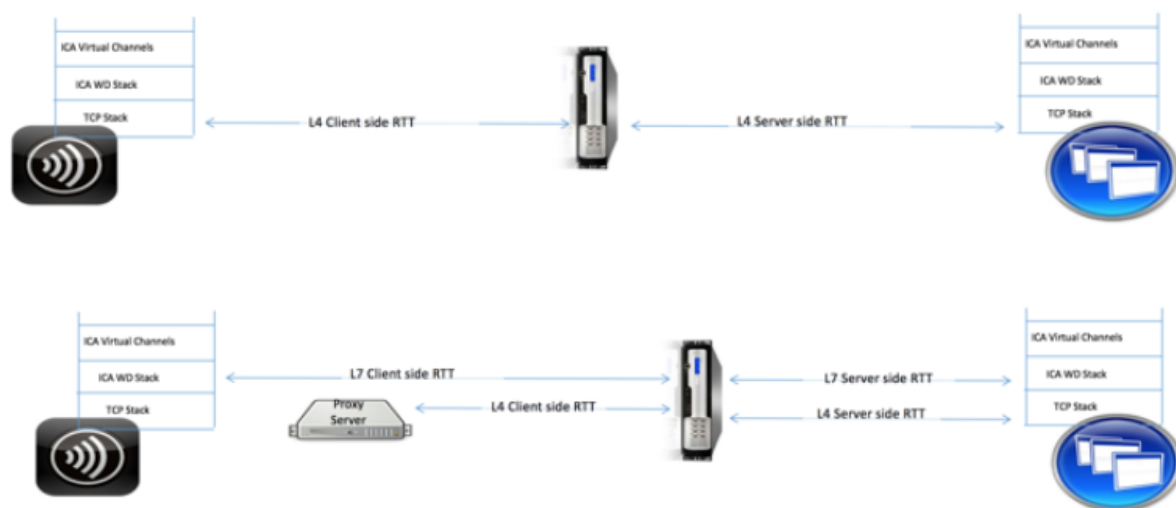 ICA Virtual Channels
ICA WD Stack
TCP Stack
L4 Client side RTT
L4 Server side RTT
ICA Virtual Channels
ICA WD Stack
TCP Stack
ICA Virtual Channels
ICA WD Stack
TCP Stack
L7 Client side RTT
Proxy
Server
L4 Client side RTT
L7 Server side RTT
L4 Server side RTT
ICA Virtual Channels
ICA WD Stack
TCP Stack